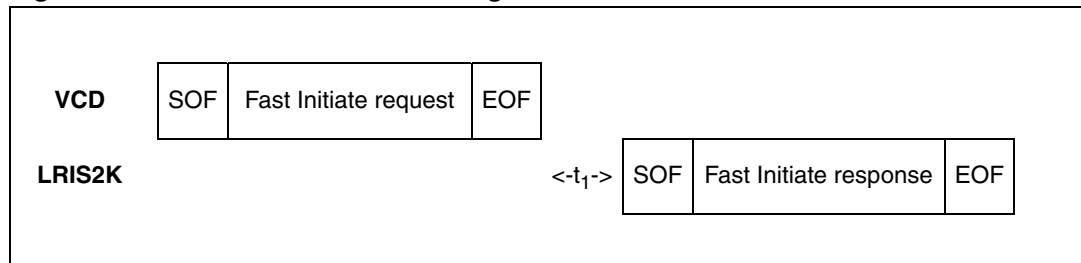 VCD SOF Fast Initiate request EOF
LRIS2K <-t1-> SOF Fast Initiate response EOF